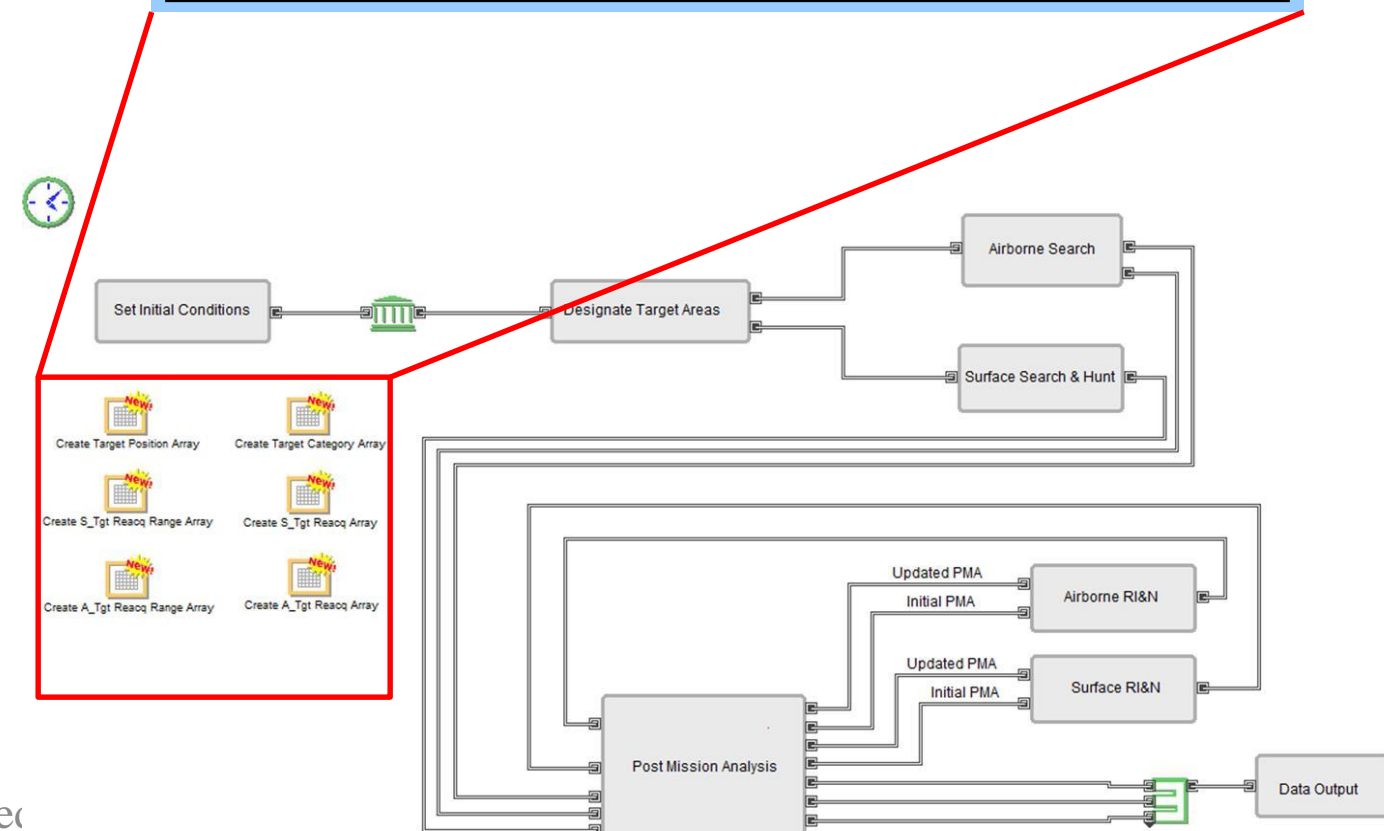 Airborne Search
Set Initial Conditions
Designate Target Areas
Surface Search & Hunt
New!
New!
Create Target Position Array
Create Target Category Array
New!
New!
Create S_Tgt Reacq Range Array
Create S_Tgt Reacq Array
New!
New!
Create A_Tgt Reacq Range Array
Create A_Tgt Reacq Array
Updated PMA
Airborne RI&N
Initial PMA
Updated PMA
Surface RI&N
Initial PMA
Post Mission Analysis
Data Output